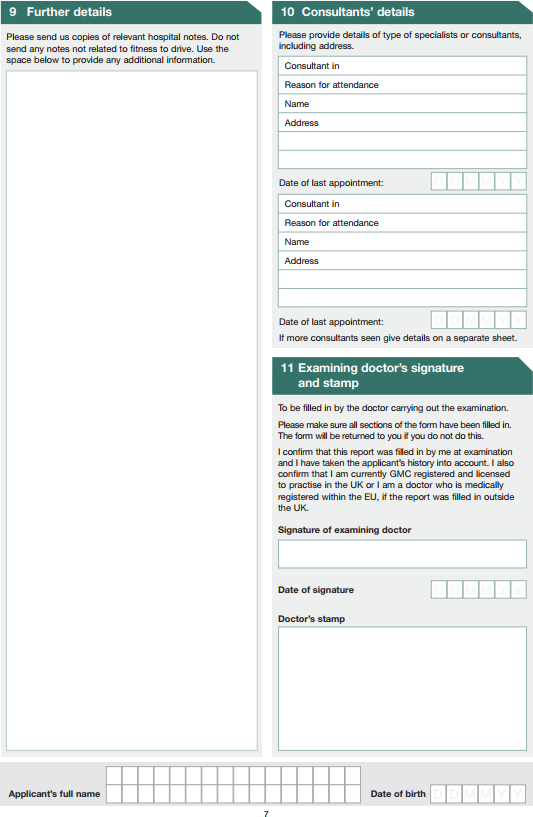 9 Further details
Please send us copies of relevant hospital notes. Do not
send any notes not related to fitness to drive. Use the
space below to provide any additional information.
10 Consultants’ details
Please provide details of type of specialists or consultants,
including address.
Consultant in
Reason for attendance
Name
Address
Date of last appointment: D D M M Y Y
Consultant in
Reason for attendance
Name
Address
Date of last appointment: D D M M Y Y
If more consultants seen give details on a separate sheet.
11 Examining doctor’s signature
and stamp
To be filled in by the doctor carrying out the examination.
Please make sure all sections of the form have been filled in.
The form will be returned to you if you do not do this.
I confirm that this report was filled in by me at examination
and I have taken the applicant’s history into account. I also
confirm that I am currently GMC registered and licensed
to practise in the UK or I am a doctor who is medically
registered within the EU, if the report was filled in outside
the UK.
Signature of examining doctor
Date of signature D D M M Y Y
Doctor’s stamp
Applicant’s full name
Date of birth D D M M Y Y
7